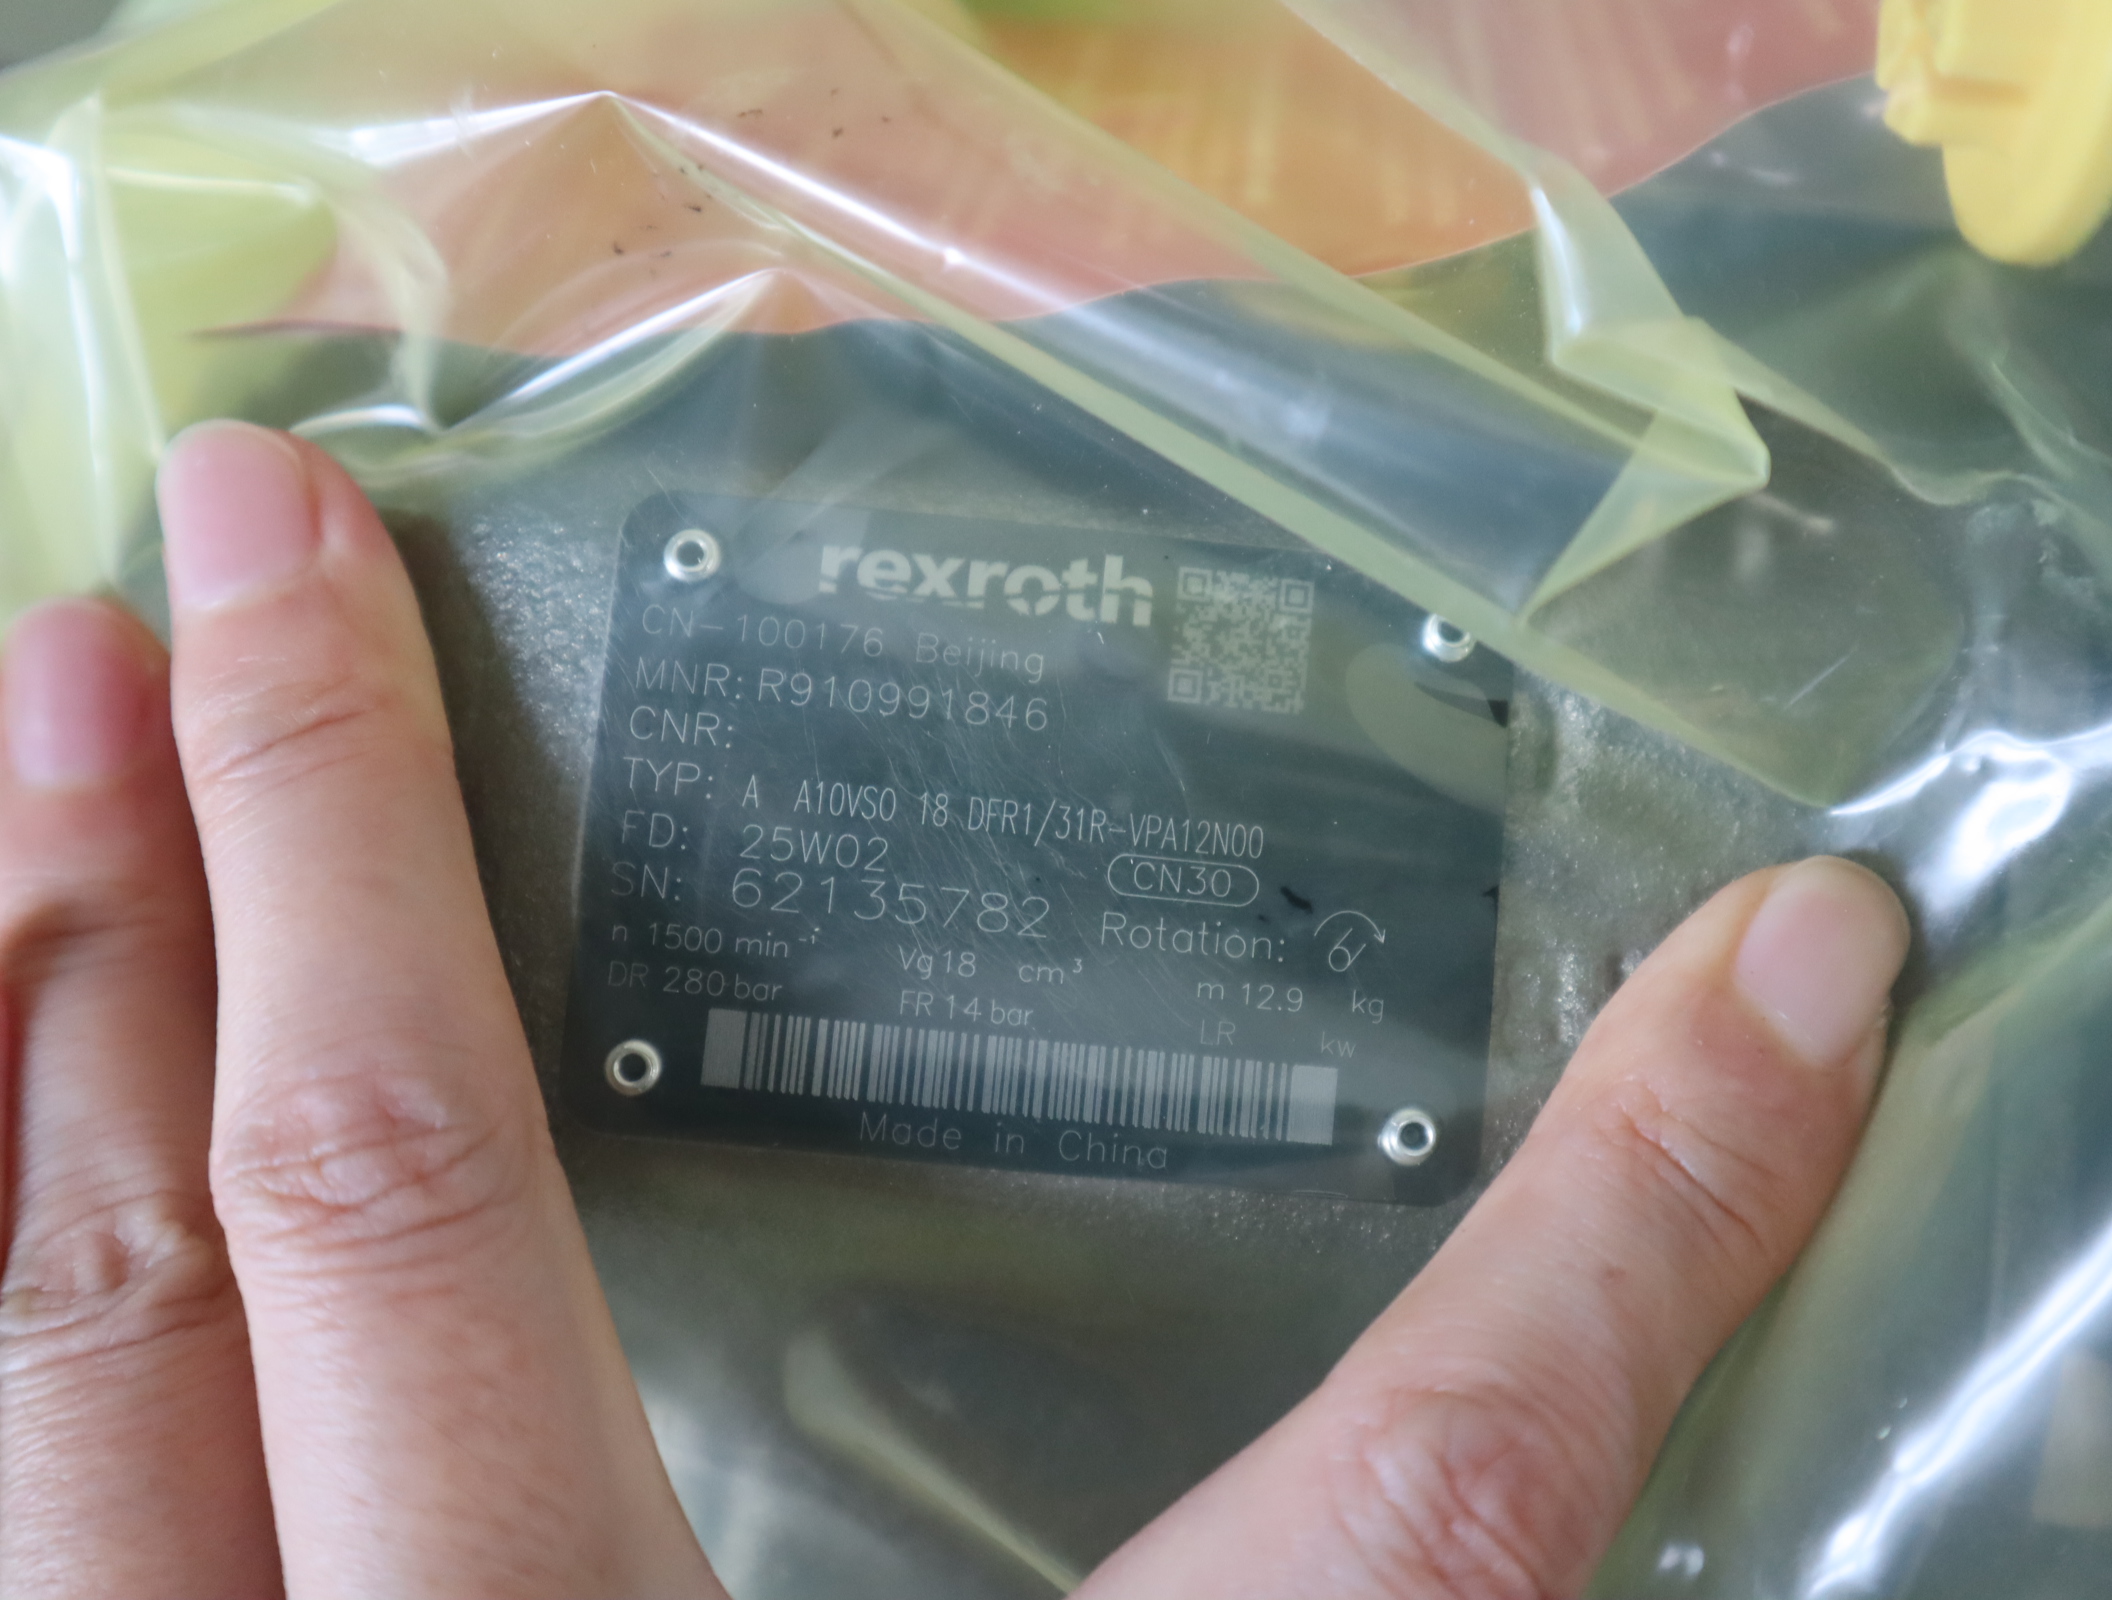 rexroth
CN-100176 Beijing
MNR: R910991846
CNR:
TYP: A A10VSO 18 DFR1/31R-VPA12N00
FD: 25W02 CN30
SN: 62135782 Rotation:
n 1500 min⁻¹ Vg 18 cm³ m 12.9 kg
DR 280 bar FR 14 bar LR kw
Made in China